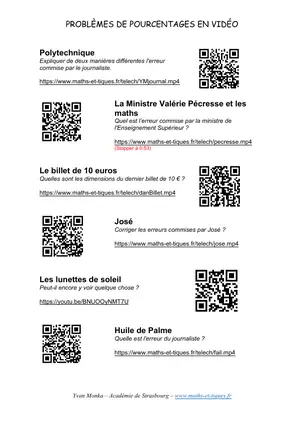 PROBLÈMES DE POURCENTAGES EN VIDÉO
Polytechnique
Expliquer de deux manières différentes l'erreur
commise par le journaliste.
https://www.maths-et-tiques.fr/telech/YMjournal.mp4
La Ministre Valérie Pécresse et les
maths
Quel est l'erreur commise par la ministre de
l'Enseignement Supérieur ?
https://www.maths-et-tiques.fr/telech/pecresse.mp4
(Stopper à 0:53)
Le billet de 10 euros
Quelles sont les dimensions du dernier billet de 10 € ?
https://www.maths-et-tiques.fr/telech/danBillet.mp4
José
Corriger les erreurs commises par José ?
https://www.maths-et-tiques.fr/telech/jose.mp4
Les lunettes de soleil
Peut-il encore y voir quelque chose ?
https://youtu.be/BNUOOyNMT7U
Huile de Palme
Quelle est l'erreur du journaliste ?
https://www.maths-et-tiques.fr/telech/fail.mp4
Yvan Monka – Académie de Strasbourg – www.maths-et-tiques.fr